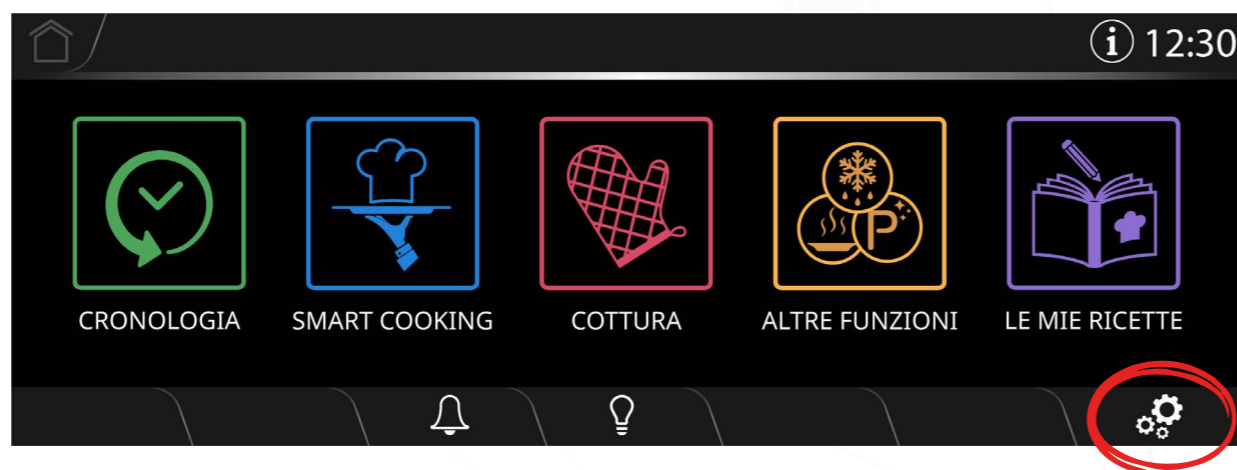 12:30
CRONOLOGIA
SMART COOKING
COTTURA
ALTRE FUNZIONI
LE MIE RICETTE